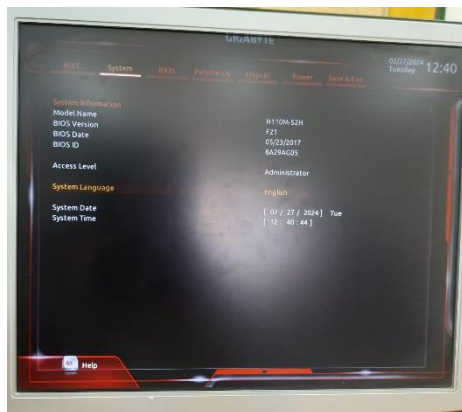 GIGABYTE
M.I.T. System BIOS Peripherals Chipset Power Save & Exit
02/27/2024
Tuesday 12:40
System Information
Model Name H110M-S2H
BIOS Version F21
BIOS Date 05/23/2017
BIOS ID 8A29AG05
Access Level Administrator
System Language English
System Date [ 02 / 27 / 2024 ] Tue
System Time [ 12 : 40 : 44 ]
Help